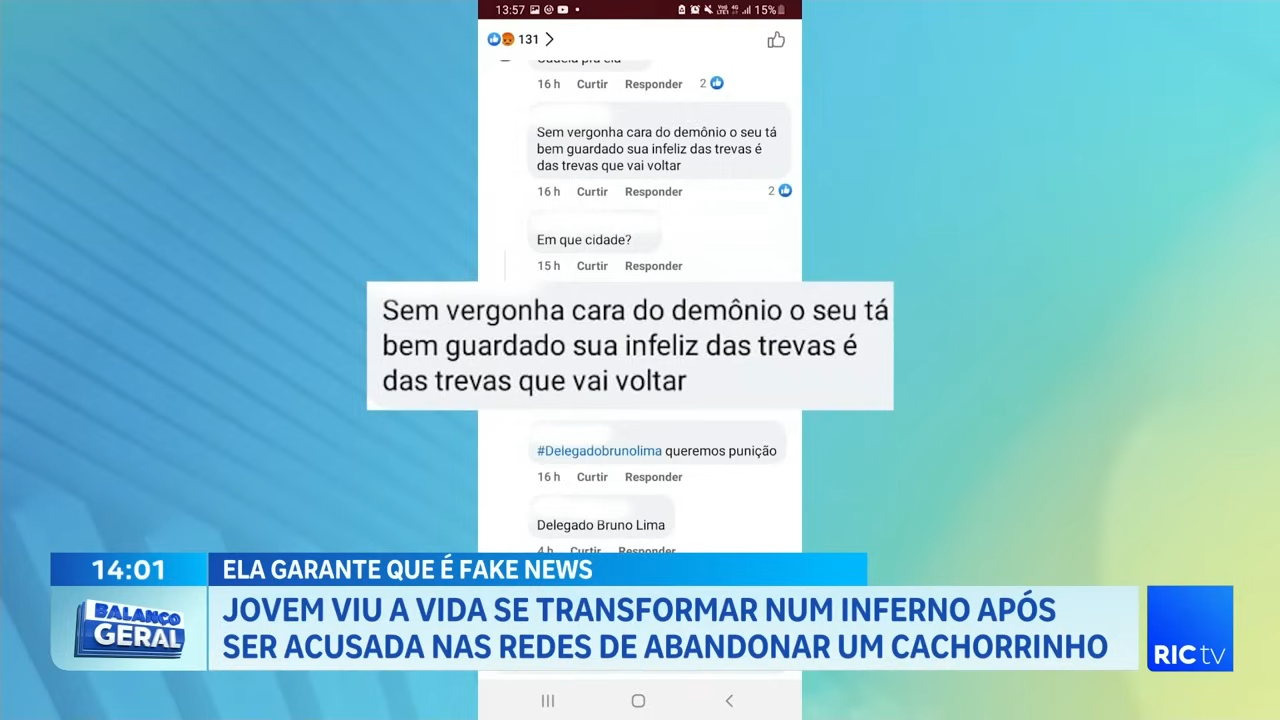 13:57
15%
131
16 h Curtir Responder 2
Sem vergonha cara do demônio o seu tá
bem guardado sua infeliz das trevas é
das trevas que vai voltar
16 h Curtir Responder 2
Em que cidade?
15 h Curtir Responder
Sem vergonha cara do demônio o seu tá
bem guardado sua infeliz das trevas é
das trevas que vai voltar
#Delegadobrunolima queremos punição
16 h Curtir Responder
Delegado Bruno Lima
4 h Curtir Responder
14:01 ELA GARANTE QUE É FAKE NEWS
BALANÇO
GERAL
JOVEM VIU A VIDA SE TRANSFORMAR NUM INFERNO APÓS
SER ACUSADA NAS REDES DE ABANDONAR UM CACHORRINHO
RIC tv